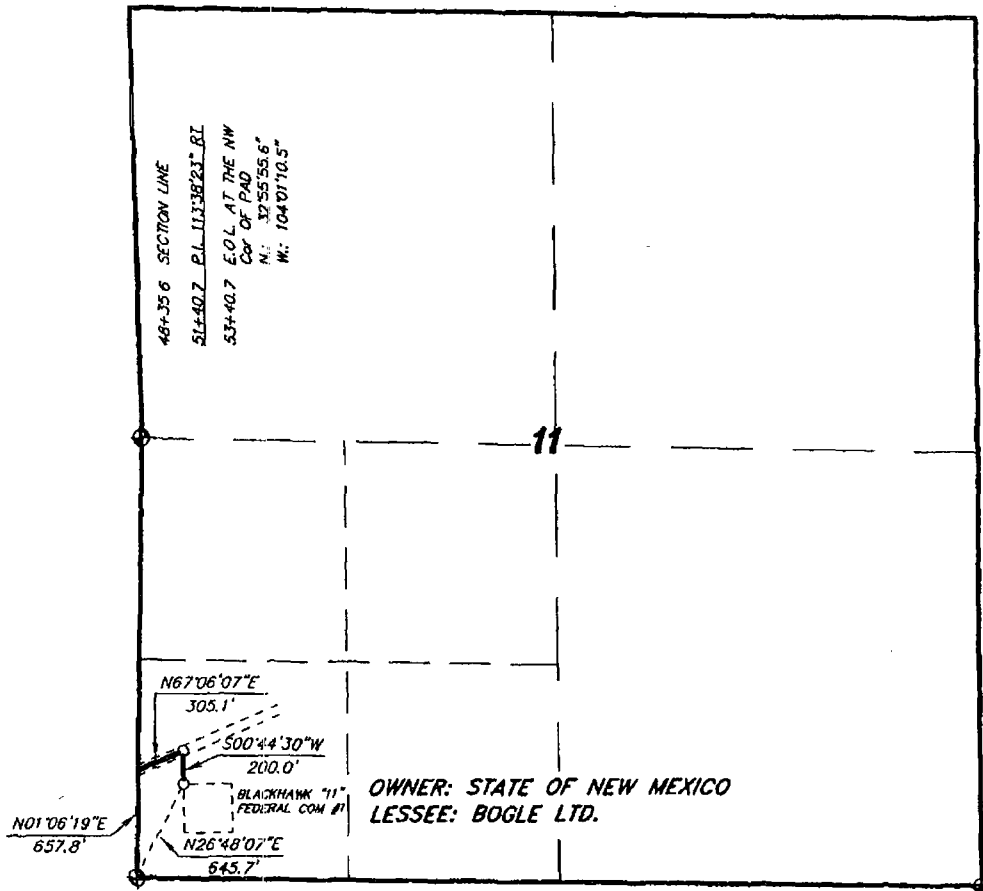 48+35.6 SECTION LINE
51+40.7 P.I. 113°38'23" RT
53+40.7 E.O.L. AT THE NW
Cor OF PAD
N.: 32°55'55.6"
W.: 104°01'10.5"
11
N67°06'07"E
305.1'
S00°44'30"W
200.0'
BLACKHAWK "11"
FEDERAL COM #1
OWNER: STATE OF NEW MEXICO
LESSEE: BOGLE LTD.
N01°06'19"E
657.8'
N26°48'07"E
645.7'